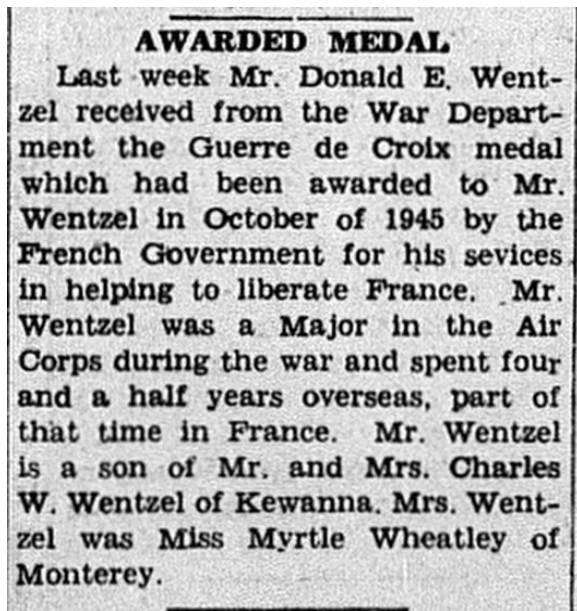 AWARDED MEDAL
Last week Mr. Donald E. Went-
zel received from the War Depart-
ment the Guerre de Croix medal
which had been awarded to Mr.
Wentzel in October of 1945 by the
French Government for his sevices
in helping to liberate France. Mr.
Wentzel was a Major in the Air
Corps during the war and spent four
and a half years overseas, part of
that time in France. Mr. Wentzel
is a son of Mr. and Mrs. Charles
W. Wentzel of Kewanna. Mrs. Went-
zel was Miss Myrtle Wheatley of
Monterey.